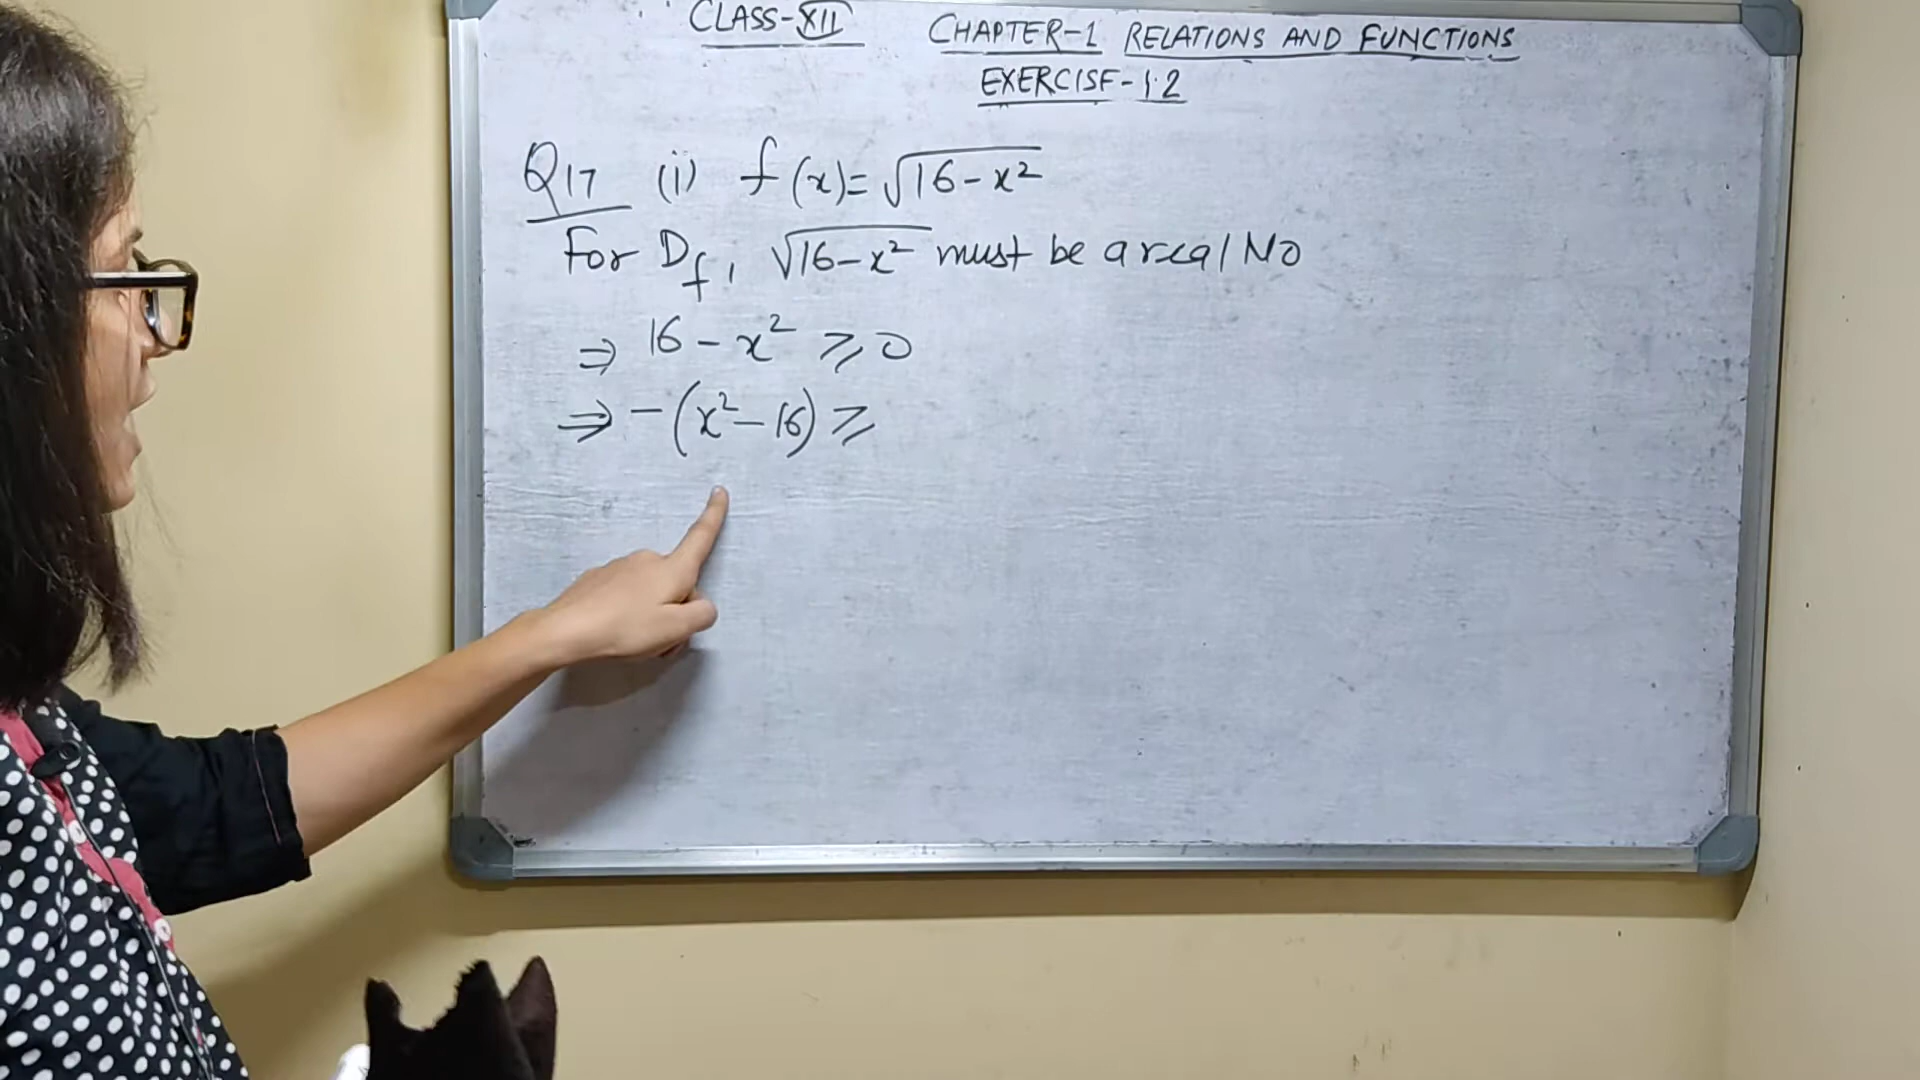 CLASS-XII CHAPTER-1 RELATIONS AND FUNCTIONS
EXERCISE-1.2
Q17 (i) f(x)=√16-x²
For Df, √16-x² must be a real No
⇒ 16-x² ⩾ 0
⇒ -(x²-16) ⩾